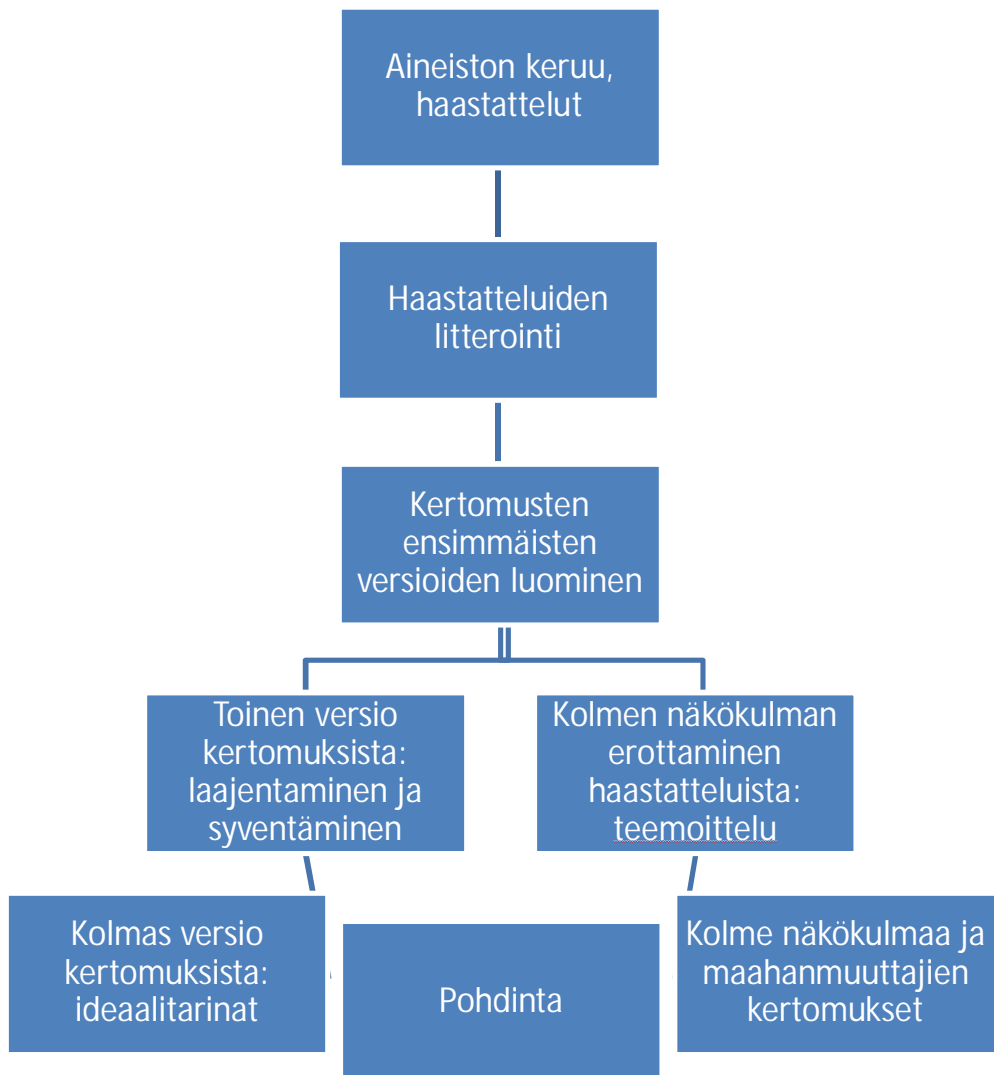 Aineiston keruu,
haastattelut
Haastatteluiden
litterointi
Kertomusten
ensimmäisten
versioiden luominen
Toinen versio
kertomuksista:
laajentaminen ja
syventäminen
Kolmen näkökulman
erottaminen
haastatteluista:
teemoittelu
Kolmas versio
kertomuksista:
ideaalitarinat
Pohdinta
Kolme näkökulmaa ja
maahanmuuttajien
kertomukset